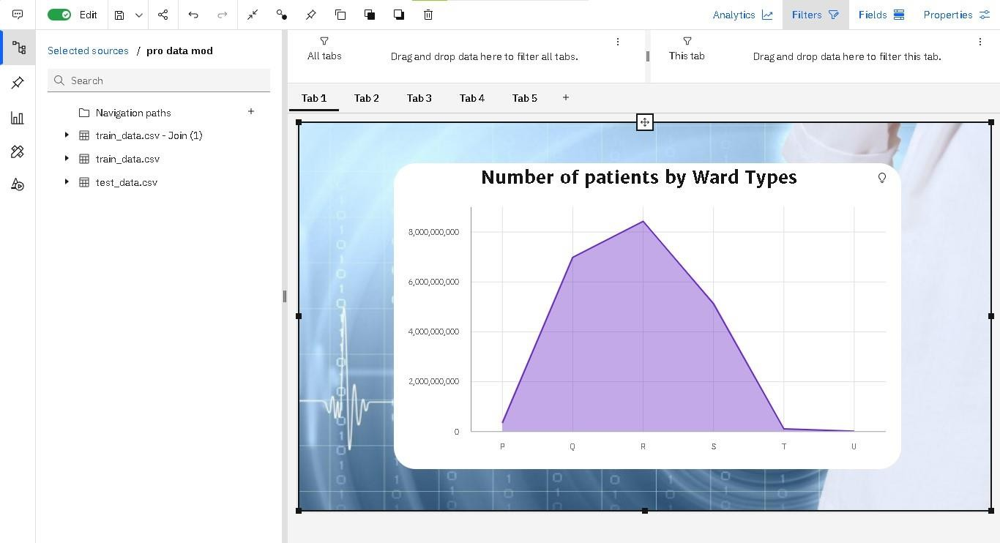 Edit
Analytics
Filters
Fields
Properties
Selected sources / pro data mod
Search
Navigation paths
train_data.csv - Join (1)
train_data.csv
test_data.csv
All tabs
Drag and drop data here to filter all tabs.
This tab
Drag and drop data here to filter this tab.
Tab 1
Tab 2
Tab 3
Tab 4
Tab 5
Number of patients by Ward Types
8,000,000,000
6,000,000,000
4,000,000,000
2,000,000,000
0
P Q R S T U